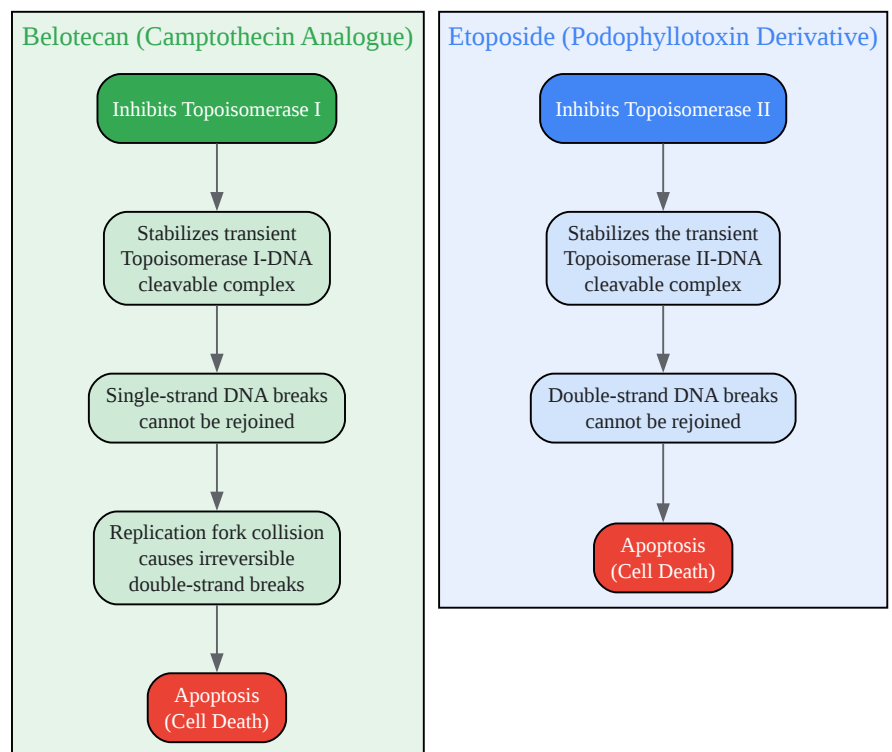 Belotecan (Camptothecin Analogue)
Inhibits Topoisomerase I
Stabilizes transient
Topoisomerase I-DNA
cleavable complex
Single-strand DNA breaks
cannot be rejoined
Replication fork collision
causes irreversible
double-strand breaks
Apoptosis
(Cell Death)
Etoposide (Podophyllotoxin Derivative)
Inhibits Topoisomerase II
Stabilizes the transient
Topoisomerase II-DNA
cleavable complex
Double-strand DNA breaks
cannot be rejoined
Apoptosis
(Cell Death)